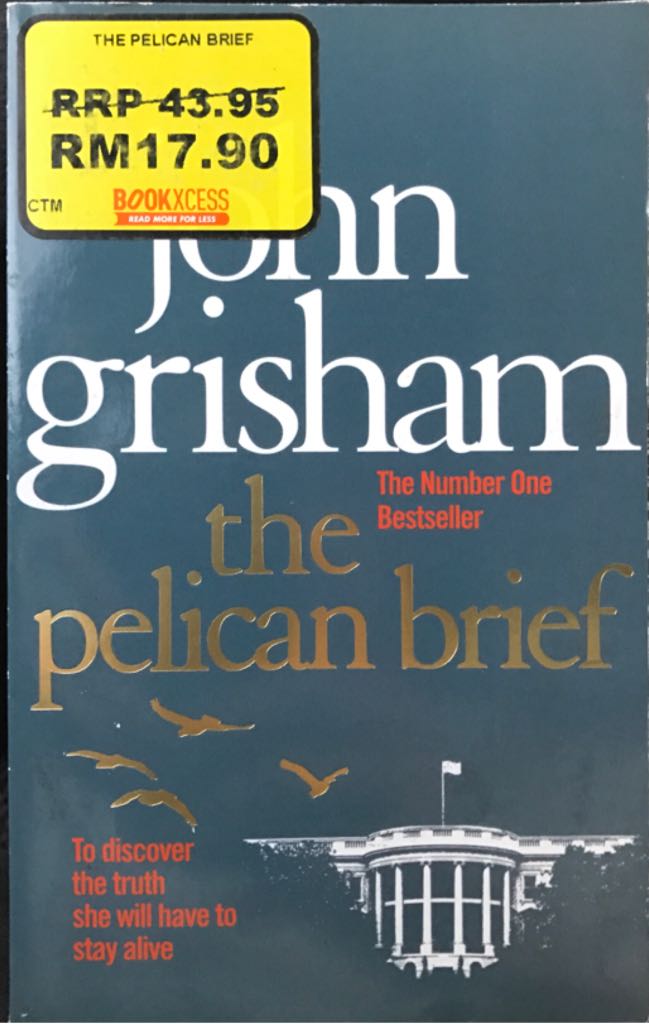 THE PELICAN BRIEF
RRP 43.95
RM17.90
CTM
BOOKXCESS
READ MORE FOR LESS
john
grisham
The Number One
Bestseller
the
pelican brief
To discover
the truth
she will have to
stay alive